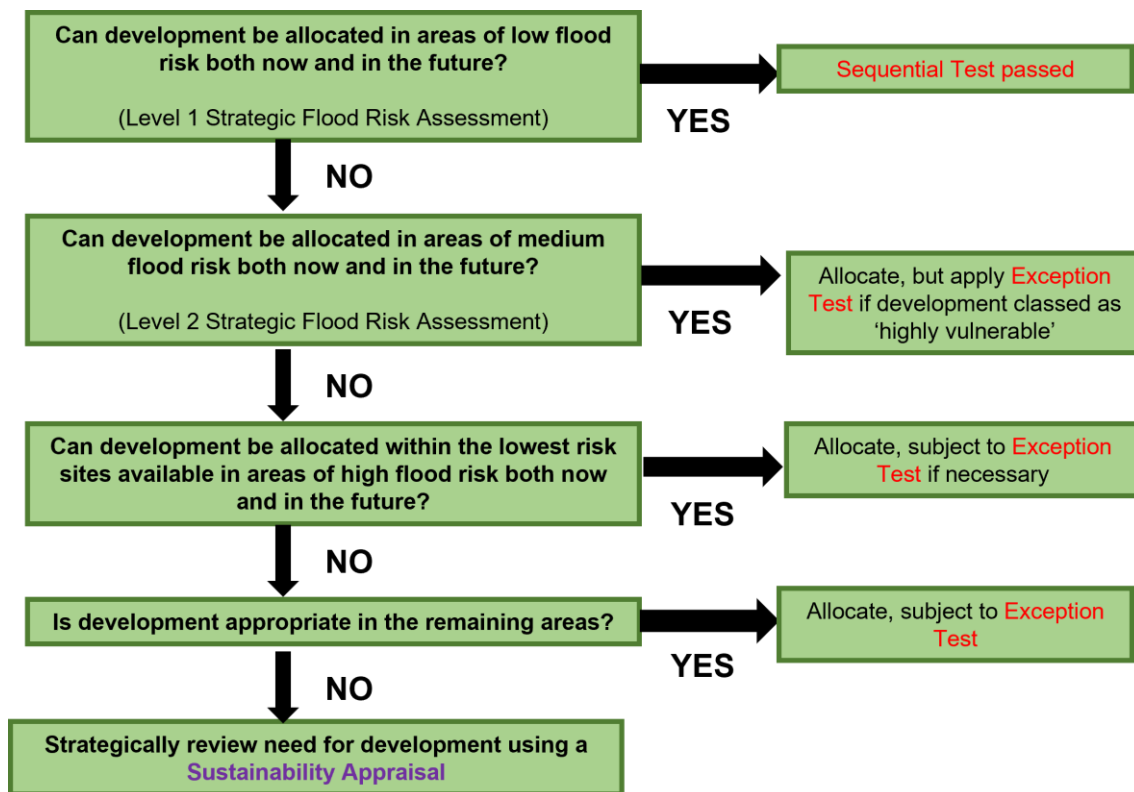 Can development be allocated in areas of low flood
risk both now and in the future?
(Level 1 Strategic Flood Risk Assessment)
YES
Sequential Test passed
NO
Can development be allocated in areas of medium
flood risk both now and in the future?
(Level 2 Strategic Flood Risk Assessment)
YES
Allocate, but apply Exception
Test if development classed as
‘highly vulnerable’
NO
Can development be allocated within the lowest risk
sites available in areas of high flood risk both now
and in the future?
YES
Allocate, subject to Exception
Test if necessary
NO
Is development appropriate in the remaining areas?
YES
Allocate, subject to Exception
Test
NO
Strategically review need for development using a
Sustainability Appraisal